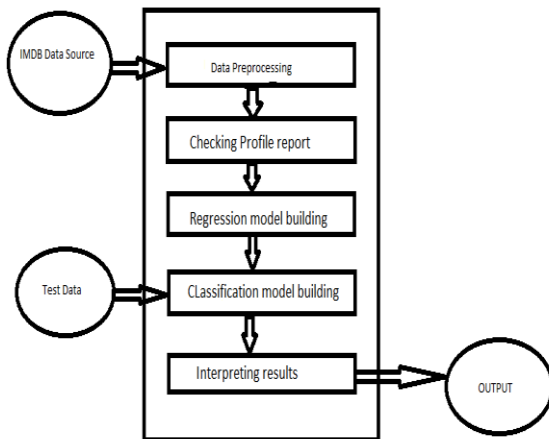 IMDB Data Source
Data Preprocessing
Checking Profile report
Regression model building
Test Data
CLassification model building
Interpreting results
OUTPUT